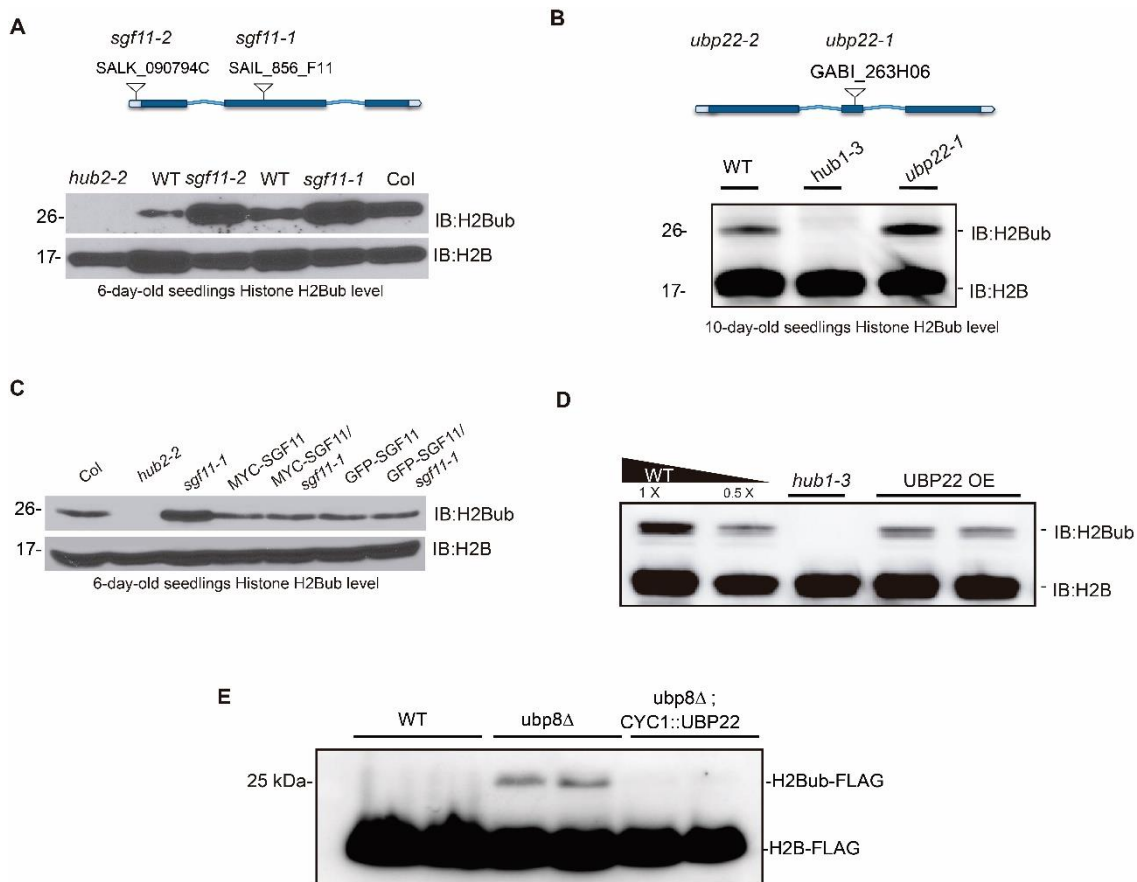 A
sgf11-2 sgf11-1
SALK_090794C SAIL_856_F11
hub2-2 WT sgf11-2 WT sgf11-1 Col
26- IB:H2Bub
17- IB:H2B
6-day-old seedlings Histone H2Bub level
B
ubp22-2 ubp22-1
GABI_263H06
WT hub1-3 ubp22-1
26- - IB:H2Bub
17- - IB:H2B
10-day-old seedlings Histone H2Bub level
C
Col hub2-2 sgf11-1 MYC-SGF11 MYC-SGF11/ sgf11-1 GFP-SGF11 GFP-SGF11/ sgf11-1
26- IB:H2Bub
17- IB:H2B
6-day-old seedlings Histone H2Bub level
D
WT hub1-3 UBP22 OE
1 X 0.5 X
- IB:H2Bub
- IB:H2B
E
WT ubp8Δ ubp8Δ ;
CYC1::UBP22
25 kDa- -H2Bub-FLAG
-H2B-FLAG